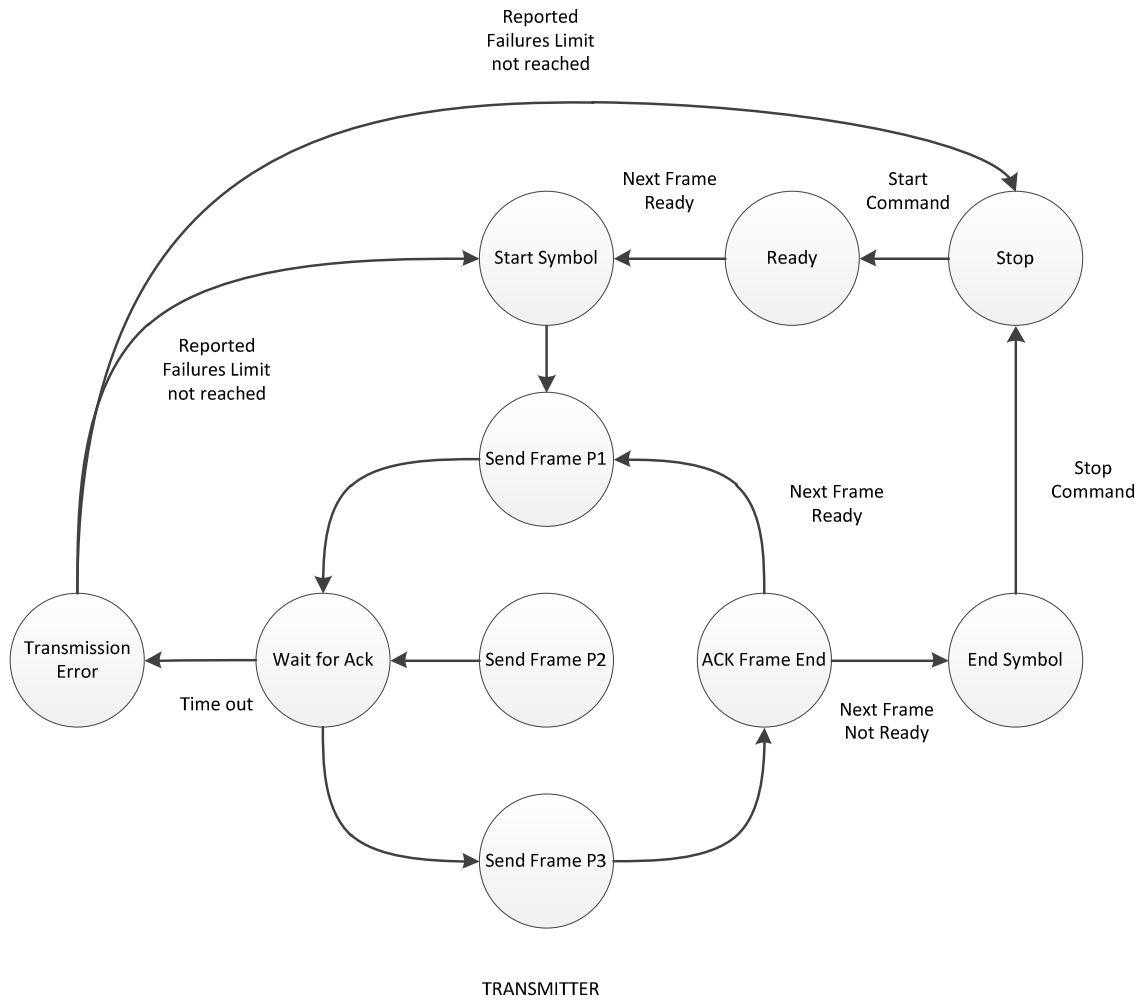 Reported
Failures Limit
not reached
Next Frame
Ready
Start
Command
Start Symbol
Ready
Stop
Reported
Failures Limit
not reached
Send Frame P1
Next Frame
Ready
Stop
Command
Transmission
Error
Wait for Ack
Send Frame P2
ACK Frame End
End Symbol
Time out
Next Frame
Not Ready
Send Frame P3
TRANSMITTER